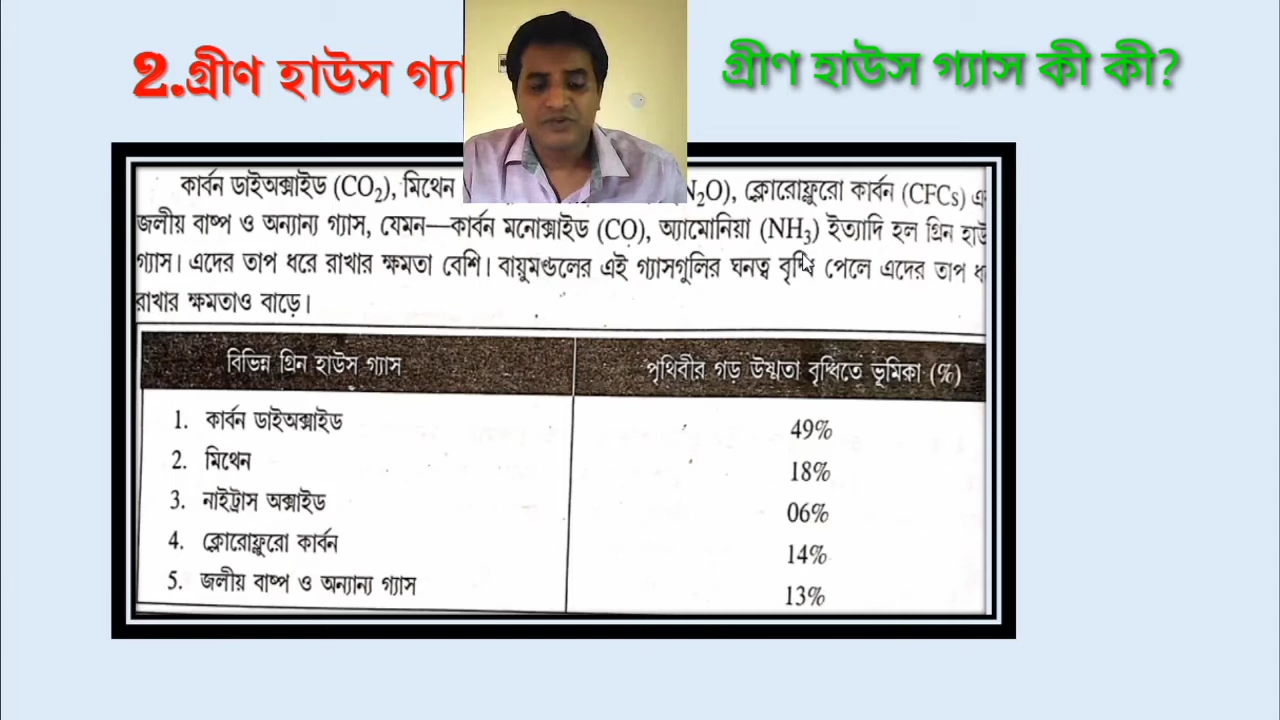 2.গ্রীণ হাউস
গ্রীণ হাউস গ্যাস কী কী?
কার্বন ডাইঅক্সাইড (CO₂), মিথেন N₂O), ক্লোরোফ্লুরো কার্বন (CFCs)
জলীয় বাষ্প ও অন্যান্য গ্যাস, যেমন—কার্বন মনোক্সাইড (CO), অ্যামোনিয়া (NH₃) ইত্যাদি হল গ্রিন
গ্যাস। এদের তাপ ধরে রাখার ক্ষমতা বেশি। বায়ুমণ্ডলের এই গ্যাসগুলির ঘনত্ব বৃদ্ধি পেলে এদের তাপ
রাখার ক্ষমতাও বাড়ে।
বিভিন্ন গ্রিন হাউস গ্যাস পৃথিবীর গড় উষ্ণতা বৃদ্ধিতে ভূমিকা (%)
1. কার্বন ডাইঅক্সাইড 49%
2. মিথেন 18%
3. নাইট্রাস অক্সাইড 06%
4. ক্লোরোফ্লুরো কার্বন 14%
5. জলীয় বাষ্প ও অন্যান্য গ্যাস 13%